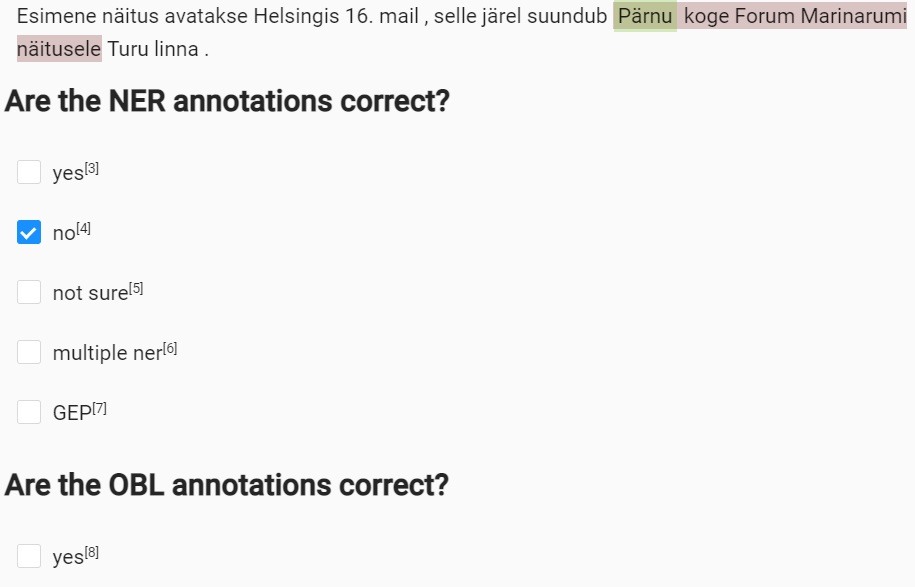 Esimene näitus avatakse Helsingis 16. mail , selle järel suundub Pärnu koge Forum Marinarumi
näitusele Turu linna .
Are the NER annotations correct?
yes[3]
no[4]
not sure[5]
multiple ner[6]
GEP[7]
Are the OBL annotations correct?
yes[8]